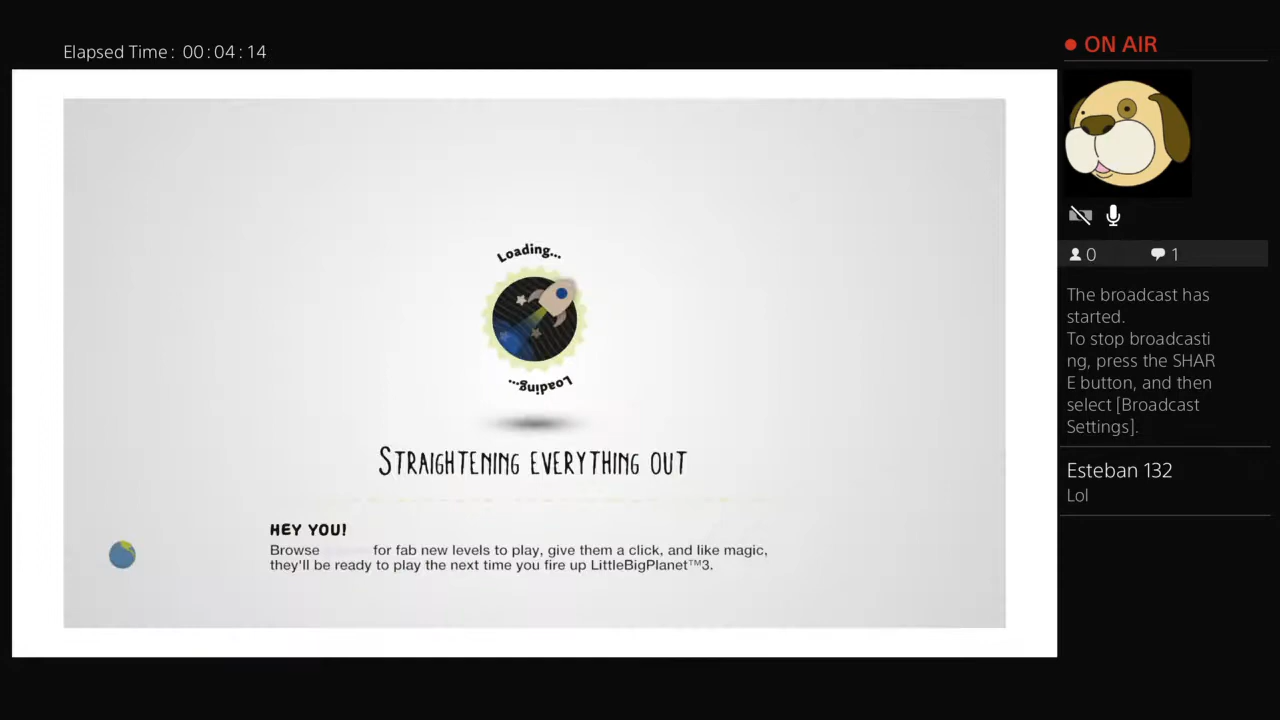 Elapsed Time: 00:04:14
ON AIR
Loading...
Loading...
STRAIGHTENING EVERYTHING OUT
HEY YOU!
Browse for fab new levels to play, give them a click, and like magic,
they'll be ready to play the next time you fire up LittleBigPlanet™3.
0 1
The broadcast has
started.
To stop broadcasti
ng, press the SHAR
E button, and then
select [Broadcast
Settings].
Esteban 132
Lol